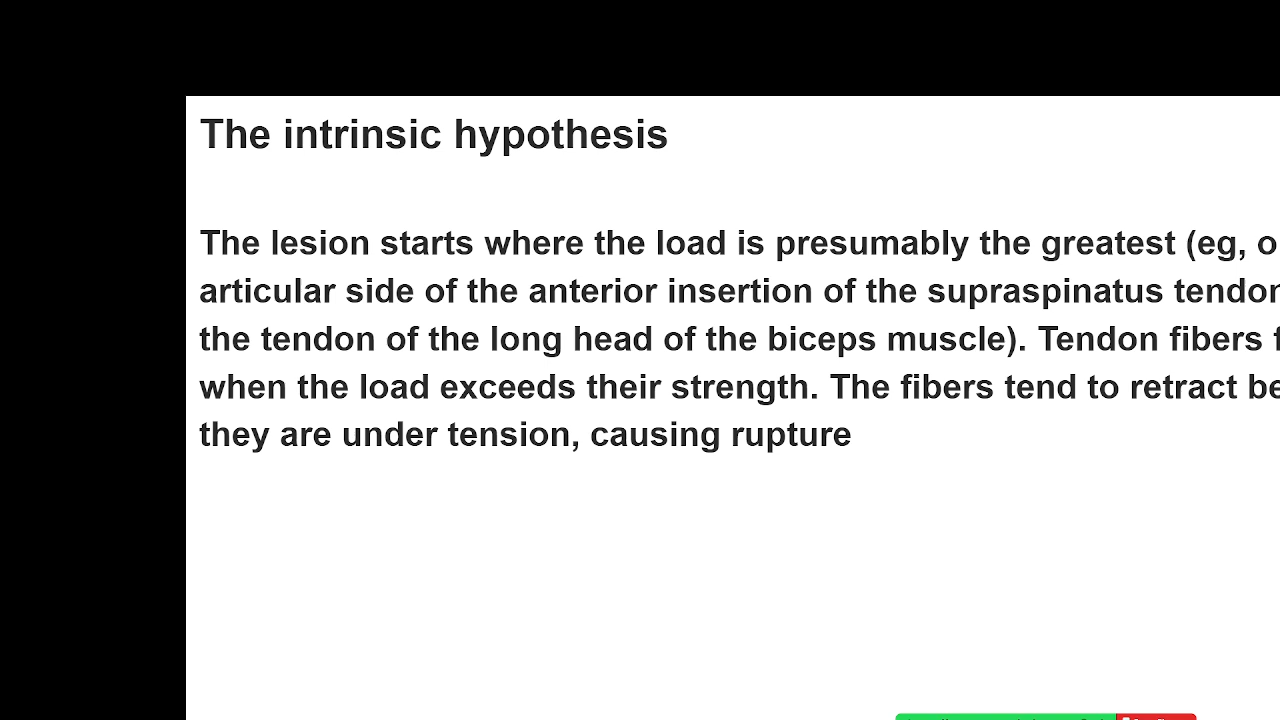 The intrinsic hypothesis
The lesion starts where the load is presumably the greatest (eg,
articular side of the anterior insertion of the supraspinatus
the tendon of the long head of the biceps muscle). Tendon fibers
when the load exceeds their strength. The fibers tend to retract
they are under tension, causing rupture